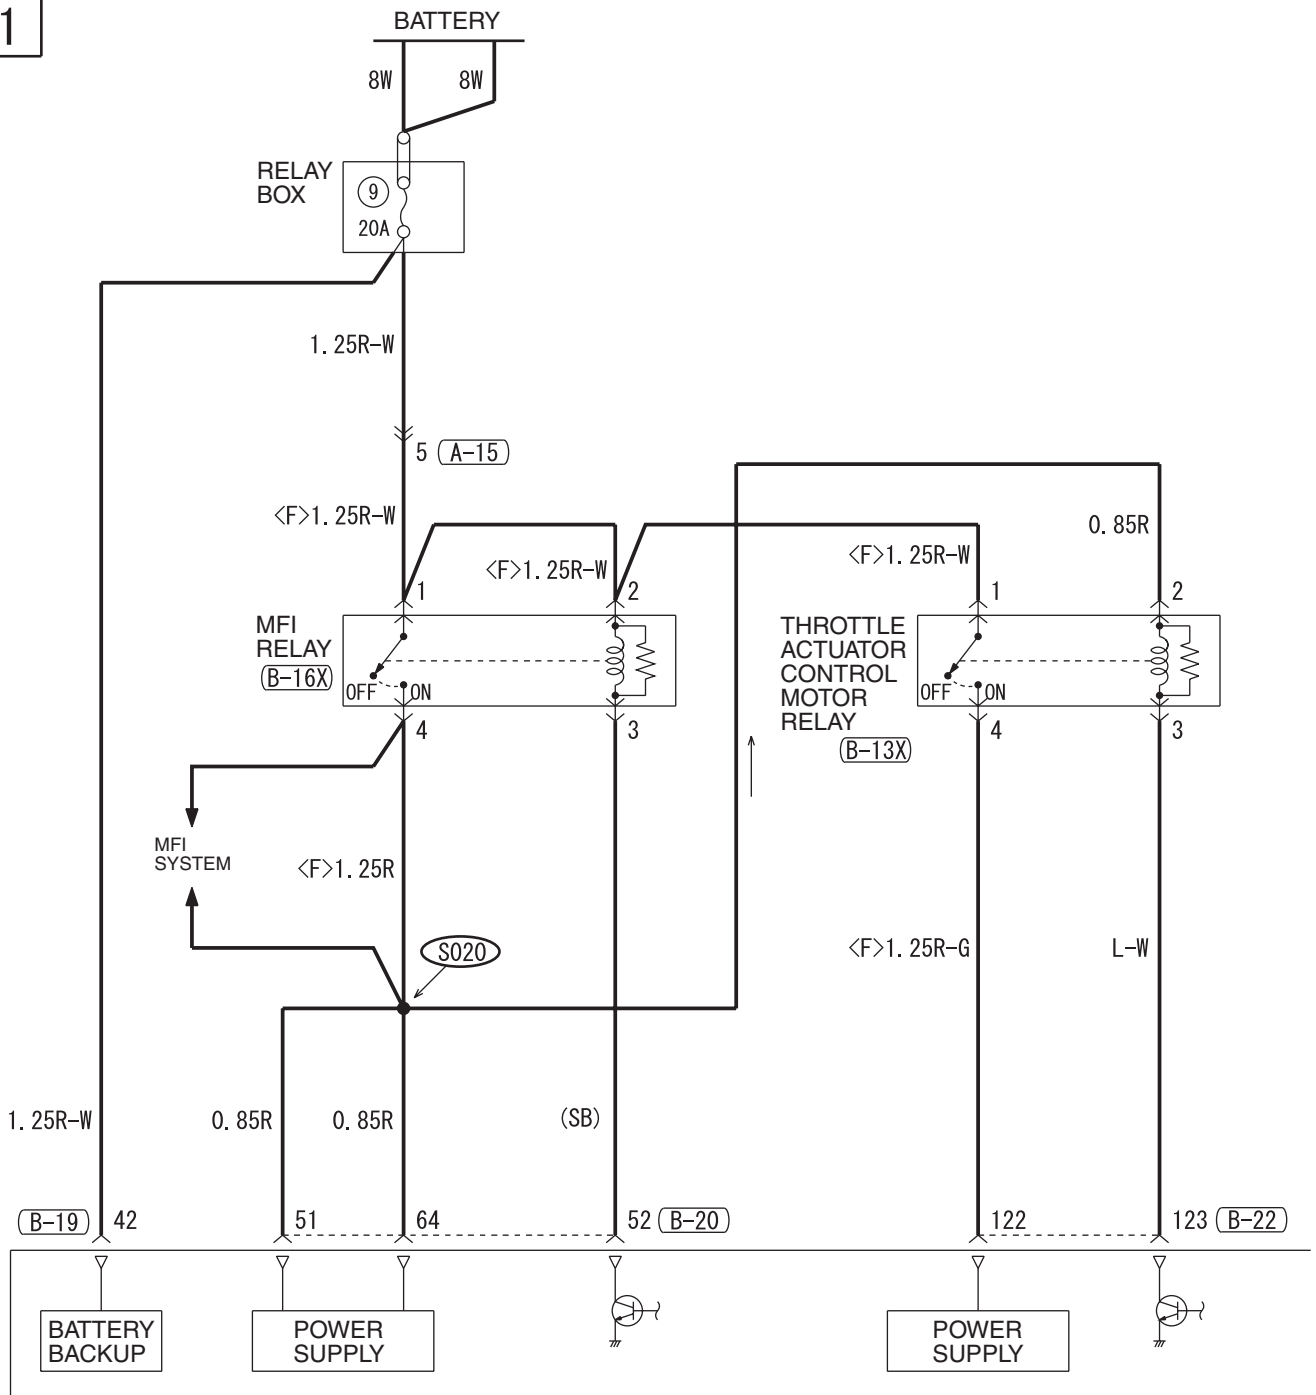 1
BATTERY
8W
8W
RELAY
BOX
9
20A
1.25R-W
5
A-15
<F>1.25R-W
<F>1.25R-W
<F>1.25R-W
0.85R
1
2
1
2
MFI
RELAY
B-16X
OFF
ON
THROTTLE
ACTUATOR
CONTROL
MOTOR
RELAY
B-13X
OFF
ON
4
3
4
3
MFI
SYSTEM
<F>1.25R
S020
<F>1.25R-G
L-W
1.25R-W
0.85R
0.85R
(SB)
B-19
42
51
64
52
B-20
122
123
B-22
BATTERY
BACKUP
POWER
SUPPLY
POWER
SUPPLY